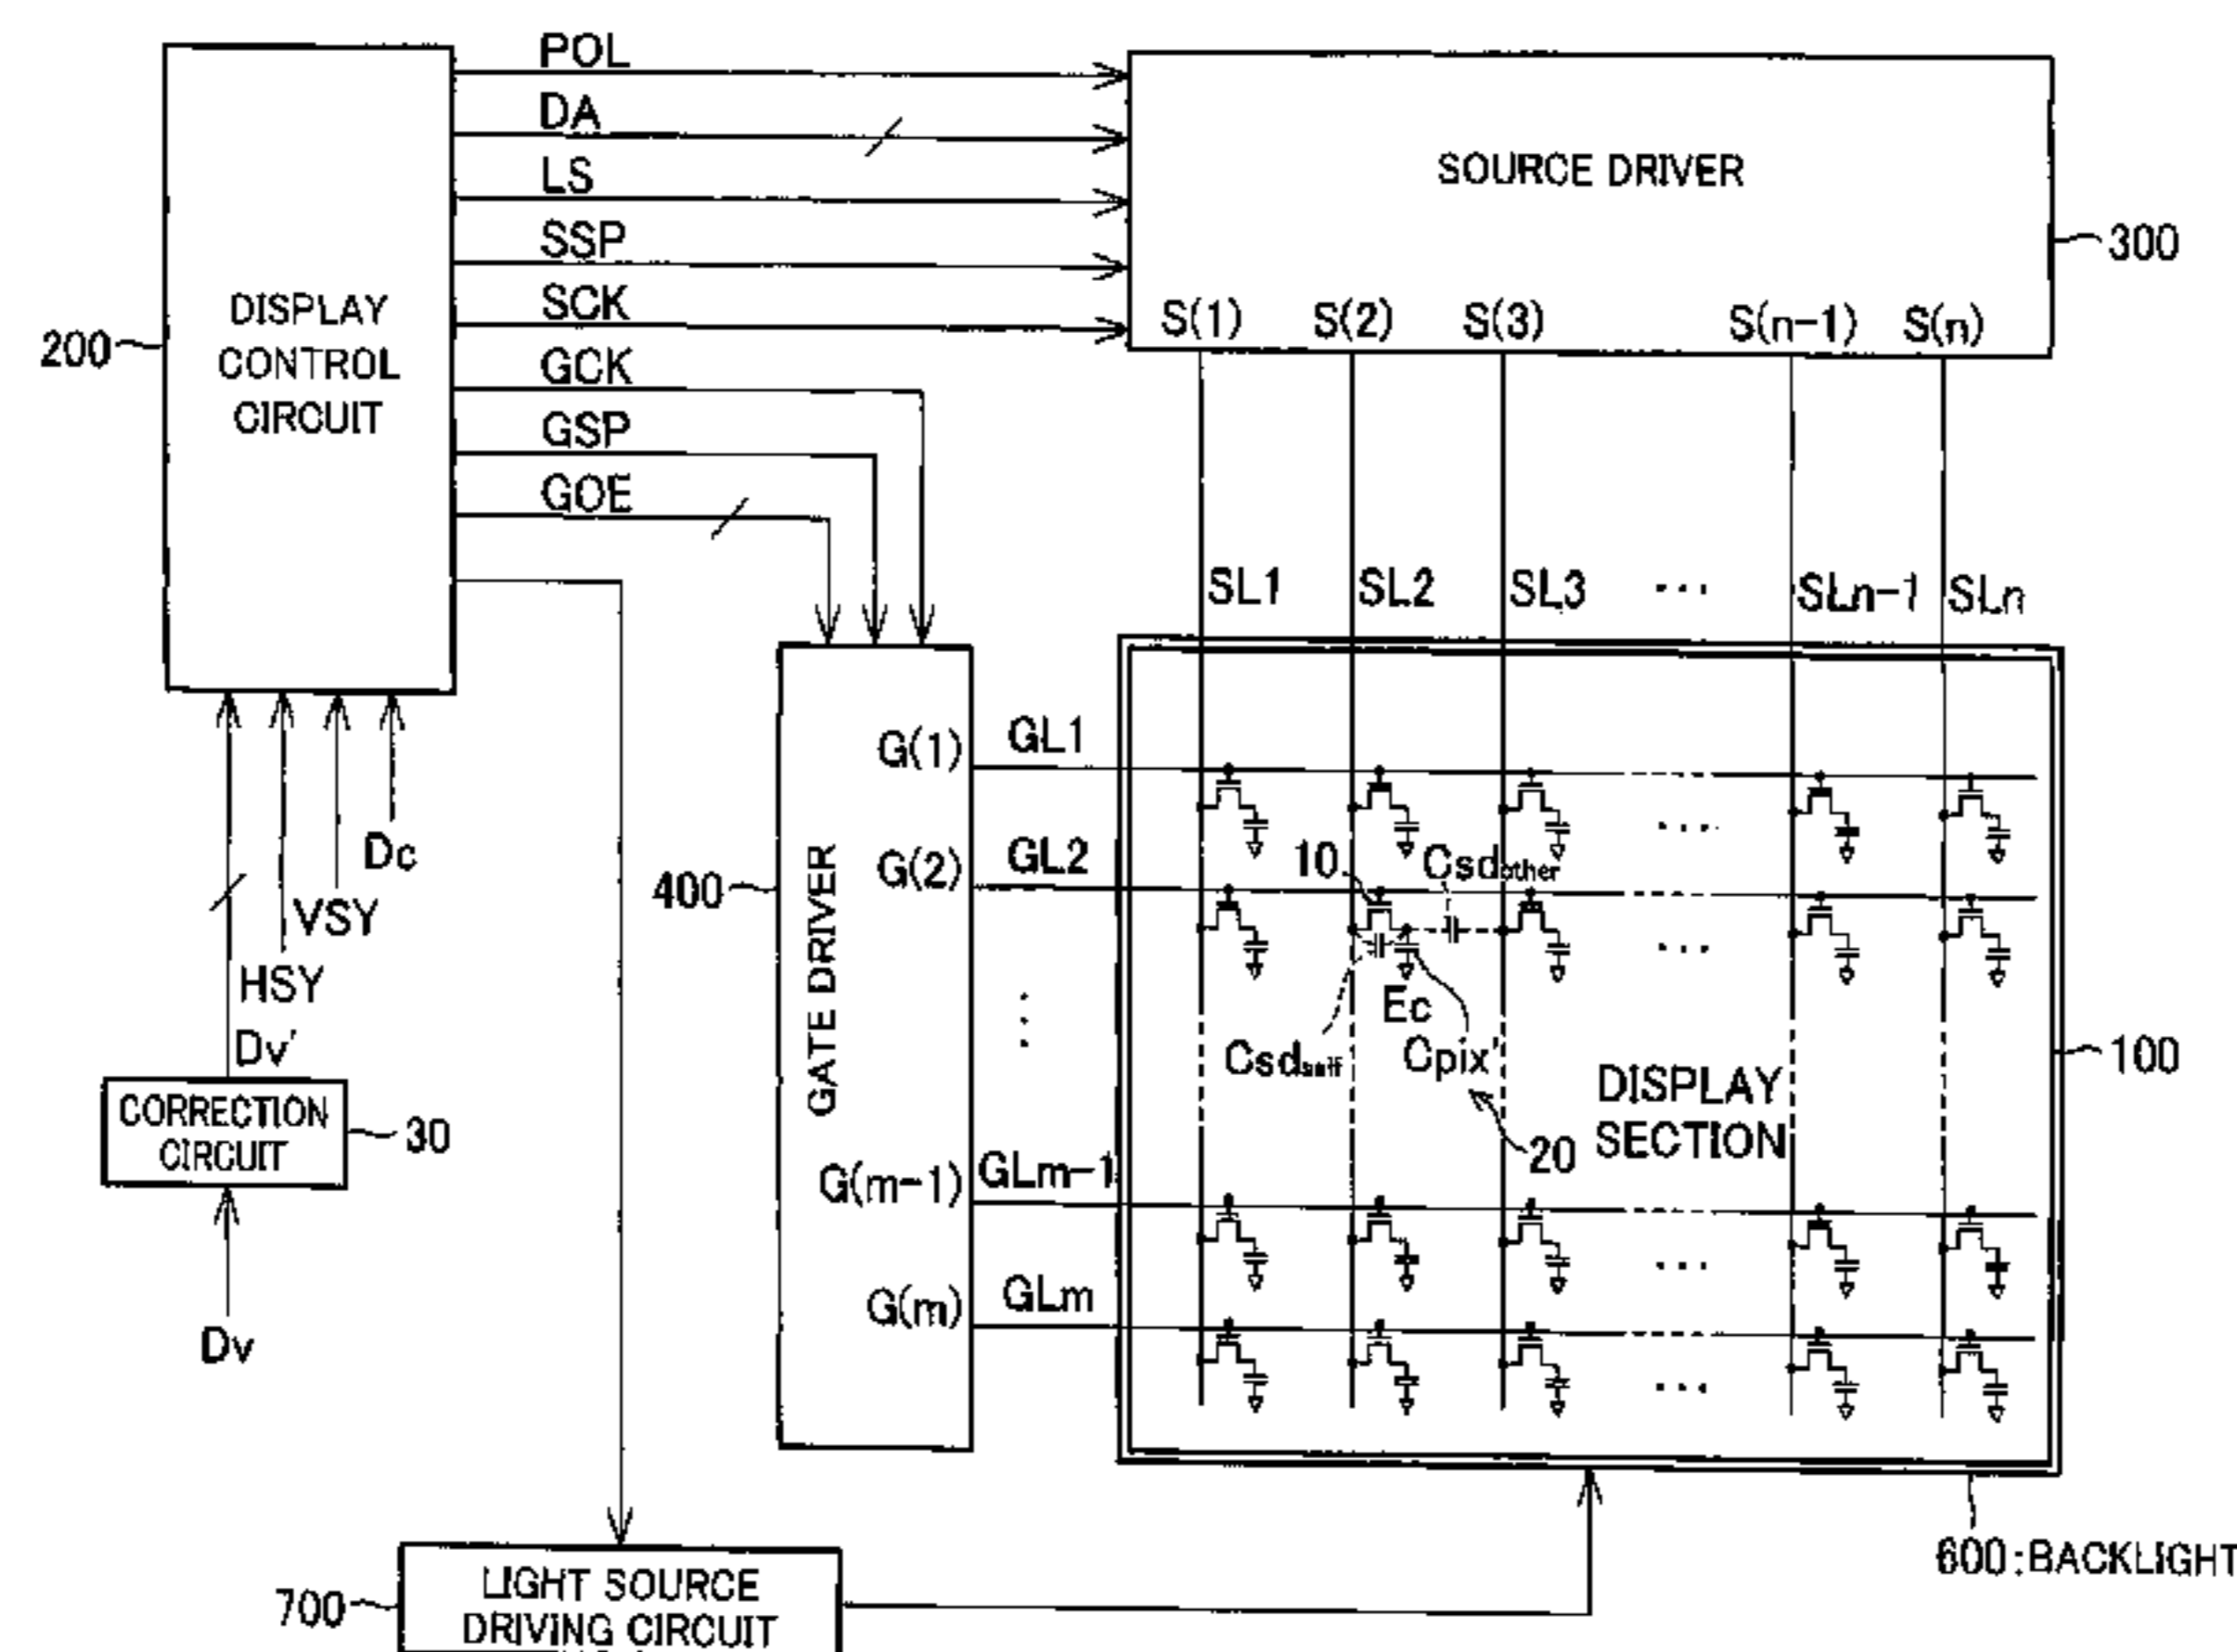 POL
DA
LS
SSP
SCK
GCK
GSP
GOE
200
DISPLAY
CONTROL
CIRCUIT
SOURCE DRIVER
300
S(1) S(2) S(3) S(n-1) S(n)
SL1 SL2 SL3 ... SLn-1 SLn
Dc
VSY
HSY
Dv'
CORRECTION
CIRCUIT
30
Dv
400
GATE DRIVER
G(1) GL1
G(2) GL2
G(m-1) GLm-1
G(m) GLm
10
Csdother
Csdself
Ec
Cpix'
20
DISPLAY
SECTION
100
600:BACKLIGHT
700
LIGHT SOURCE
DRIVING CIRCUIT